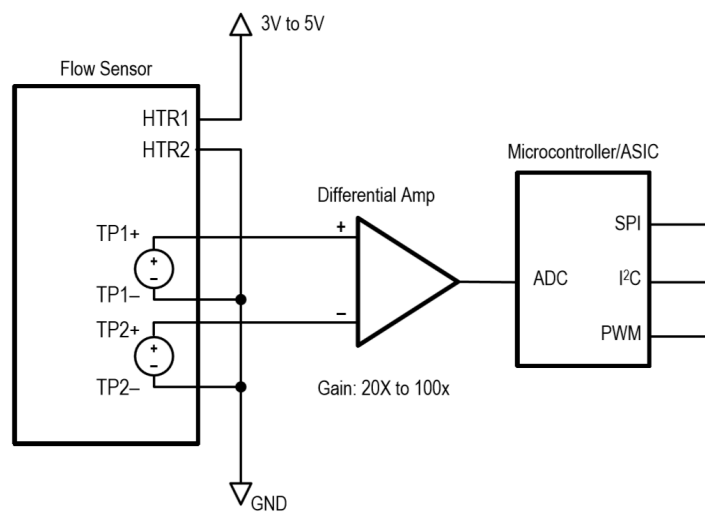 3V to 5V
Flow Sensor
HTR1
HTR2
Microcontroller/ASIC
Differential Amp
SPI
TP1+
+
+
−
ADC
I²C
TP1−
TP2+
−
PWM
+
−
TP2−
Gain: 20X to 100x
GND